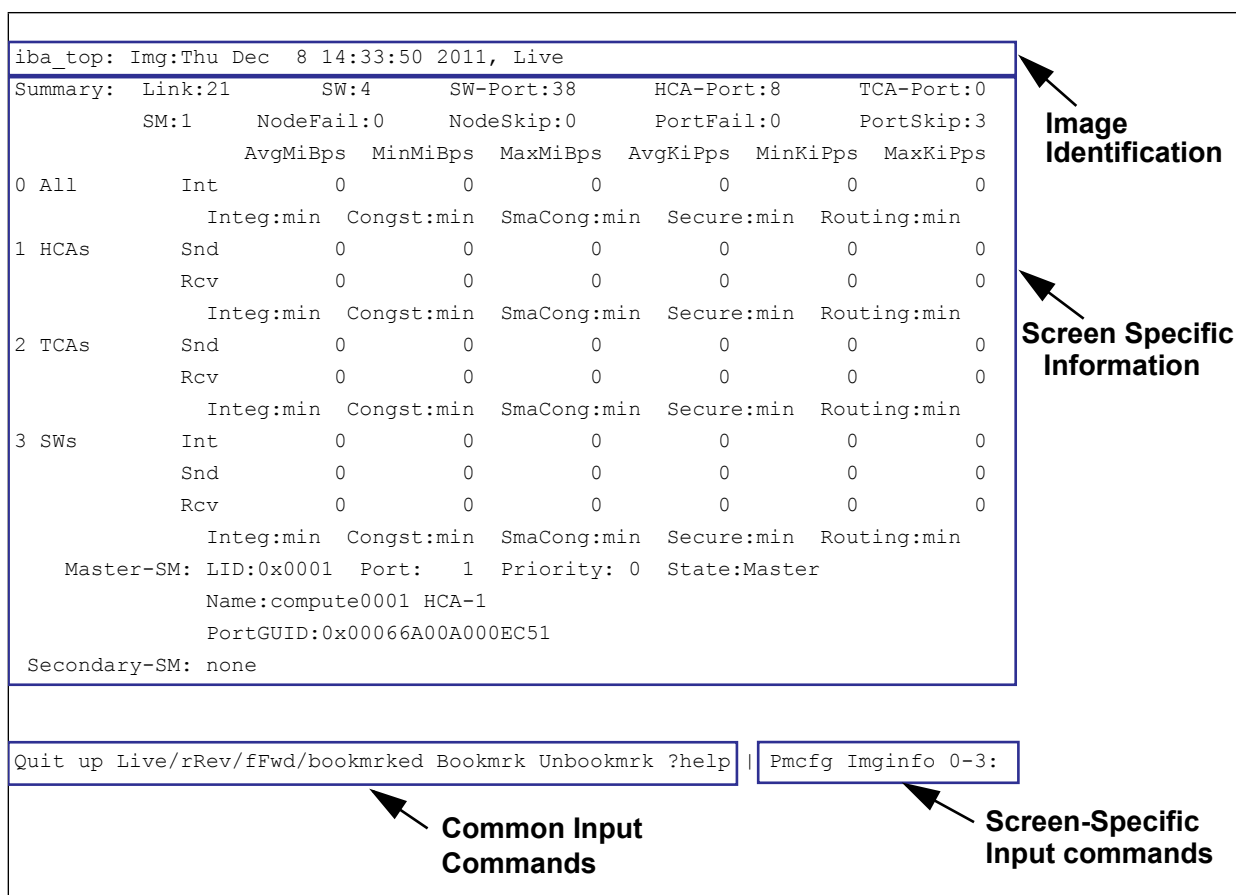 iba_top: Img:Thu Dec  8 14:33:50 2011, Live
Summary:  Link:21       SW:4      SW-Port:38      HCA-Port:8      TCA-Port:0
          SM:1    NodeFail:0     NodeSkip:0      PortFail:0      PortSkip:3
                  AvgMiBps  MinMiBps  MaxMiBps  AvgKiPps  MinKiPps  MaxKiPps
0 All        Int         0         0         0         0         0         0
               Integ:min  Congst:min  SmaCong:min  Secure:min  Routing:min
1 HCAs       Snd         0         0         0         0         0         0
             Rcv         0         0         0         0         0         0
               Integ:min  Congst:min  SmaCong:min  Secure:min  Routing:min
2 TCAs       Snd         0         0         0         0         0         0
             Rcv         0         0         0         0         0         0
               Integ:min  Congst:min  SmaCong:min  Secure:min  Routing:min
3 SWs        Int         0         0         0         0         0         0
             Snd         0         0         0         0         0         0
             Rcv         0         0         0         0         0         0
               Integ:min  Congst:min  SmaCong:min  Secure:min  Routing:min
    Master-SM: LID:0x0001  Port:   1  Priority: 0  State:Master
               Name:compute0001 HCA-1
               PortGUID:0x00066A00A000EC51
 Secondary-SM: none
Quit up Live/rRev/fFwd/bookmrked Bookmrk Unbookmrk ?help | Pmcfg Imginfo 0-3:
Image
Identification
Screen Specific
Information
Common Input
Commands
Screen-Specific
Input commands